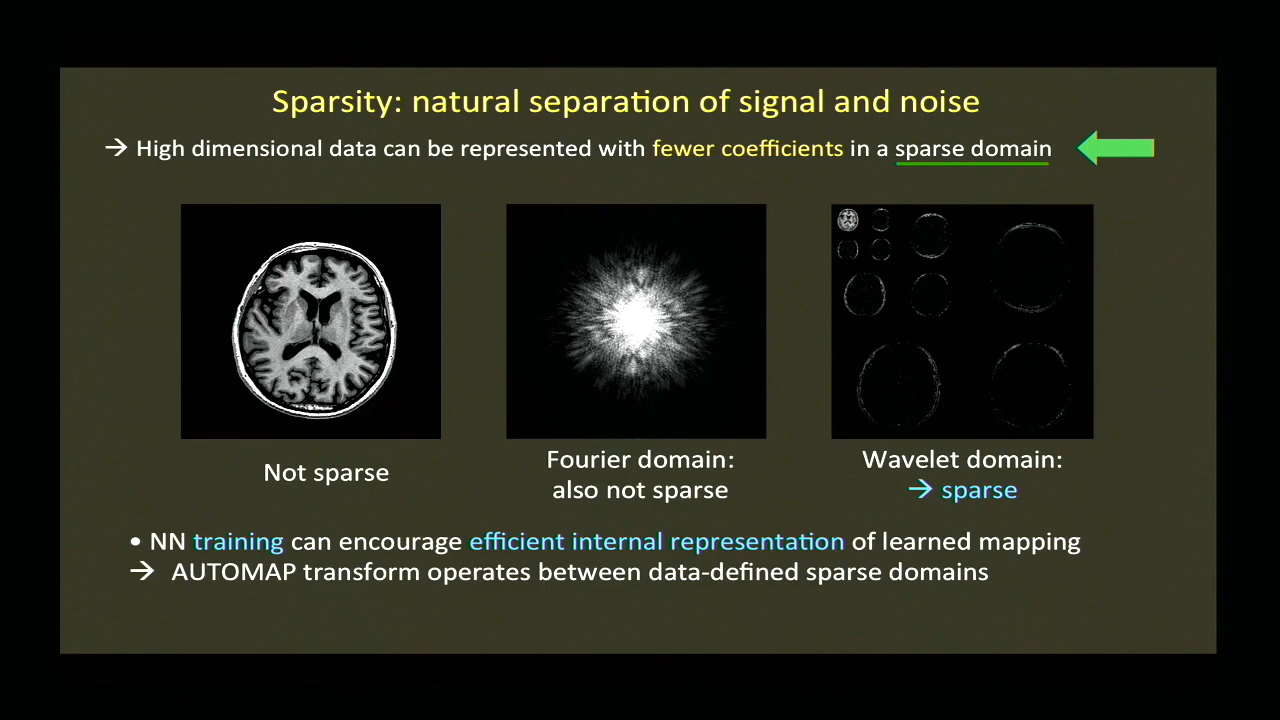 Sparsity: natural separation of signal and noise
→ High dimensional data can be represented with fewer coefficients in a sparse domain
Not sparse
Fourier domain:
also not sparse
Wavelet domain:
→ sparse
• NN training can encourage efficient internal representation of learned mapping
→ AUTOMAP transform operates between data-defined sparse domains